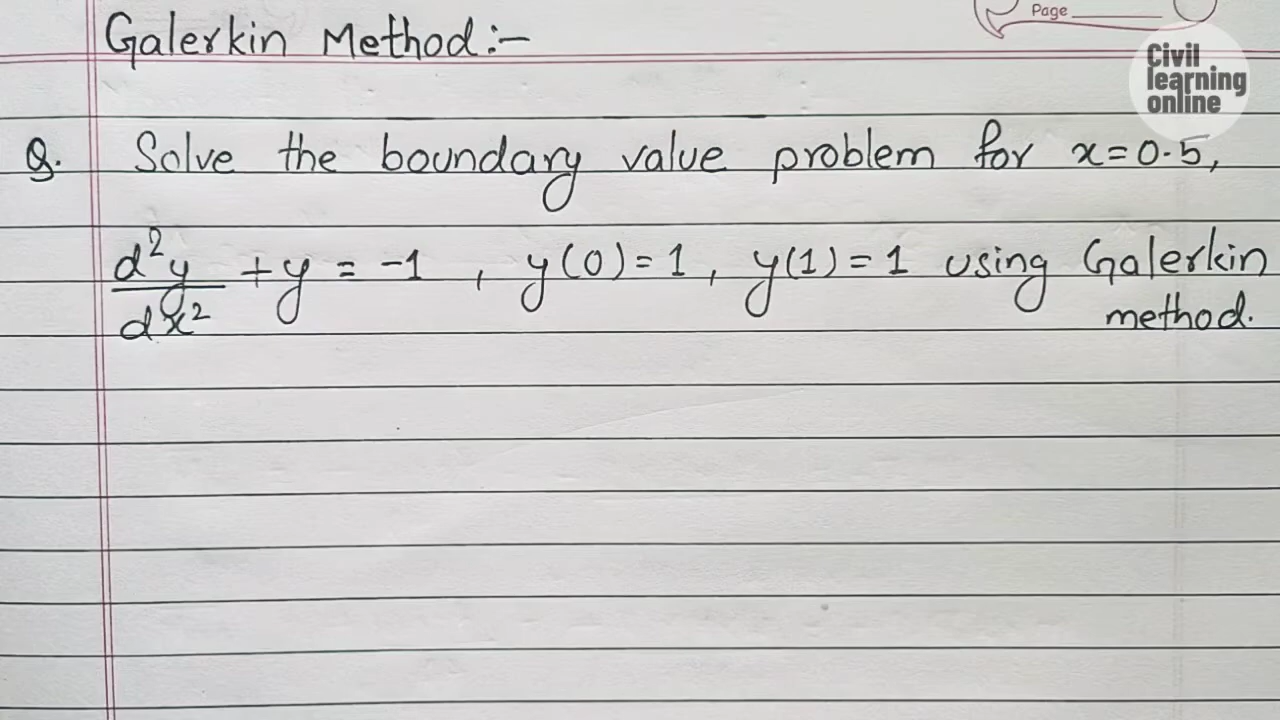 Page
Galerkin Method:-
Civil
learning
online
Q. Solve the boundary value problem for x=0.5,
d²y/dx² + y = -1 , y(0)=1, y(1)=1 using Galerkin
method.